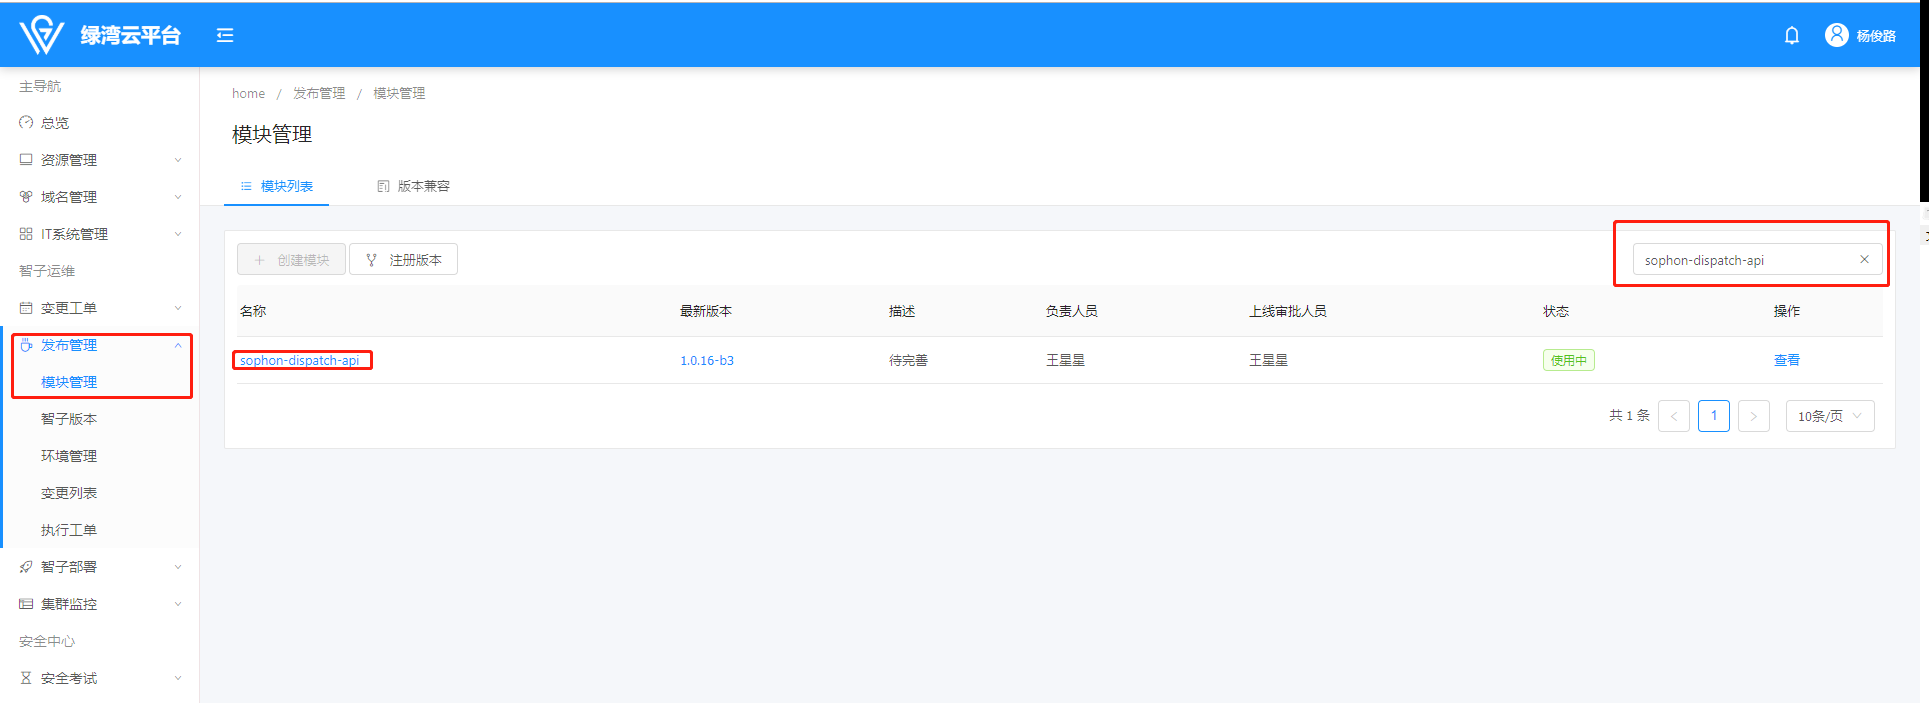 绿湾云平台
杨俊路
主导航
总览
资源管理
域名管理
IT系统管理
智子运维
变更工单
发布管理
模块管理
智子版本
环境管理
变更列表
执行工单
智子部署
集群监控
安全中心
安全考试
home / 发布管理 / 模块管理
模块管理
模块列表 版本兼容
+ 创建模块 注册版本 sophon-dispatch-api
名称 最新版本 描述 负责人员 上线审批人员 状态 操作
sophon-dispatch-api 1.0.16-b3 待完善 王星星 王星星 使用中 查看
共 1 条 < 1 > 10条/页